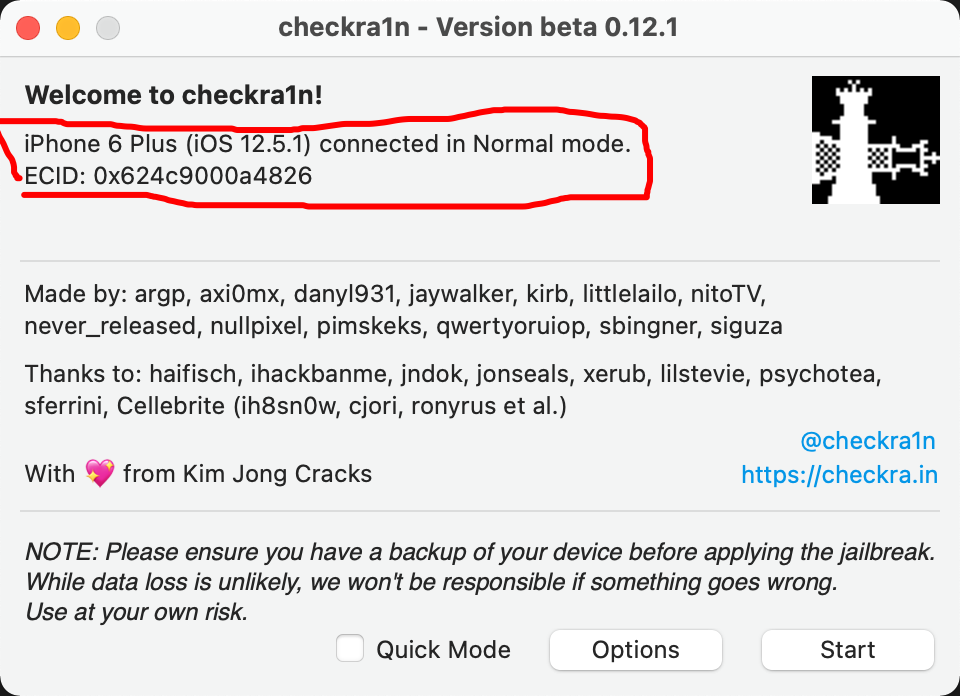 checkra1n - Version beta 0.12.1
Welcome to checkra1n!
iPhone 6 Plus (iOS 12.5.1) connected in Normal mode.
ECID: 0x624c9000a4826
Made by: argp, axi0mx, danyl931, jaywalker, kirb, littlelailo, nitoTV,
never_released, nullpixel, pimskeks, qwertyoruiop, sbingner, siguza
Thanks to: haifisch, ihackbanme, jndok, jonseals, xerub, lilstevie, psychotea,
sferrini, Cellebrite (ih8sn0w, cjori, ronyrus et al.)
@checkra1n
With 💖 from Kim Jong Cracks
https://checkra.in
NOTE: Please ensure you have a backup of your device before applying the jailbreak.
While data loss is unlikely, we won't be responsible if something goes wrong.
Use at your own risk.
Quick Mode
Options
Start